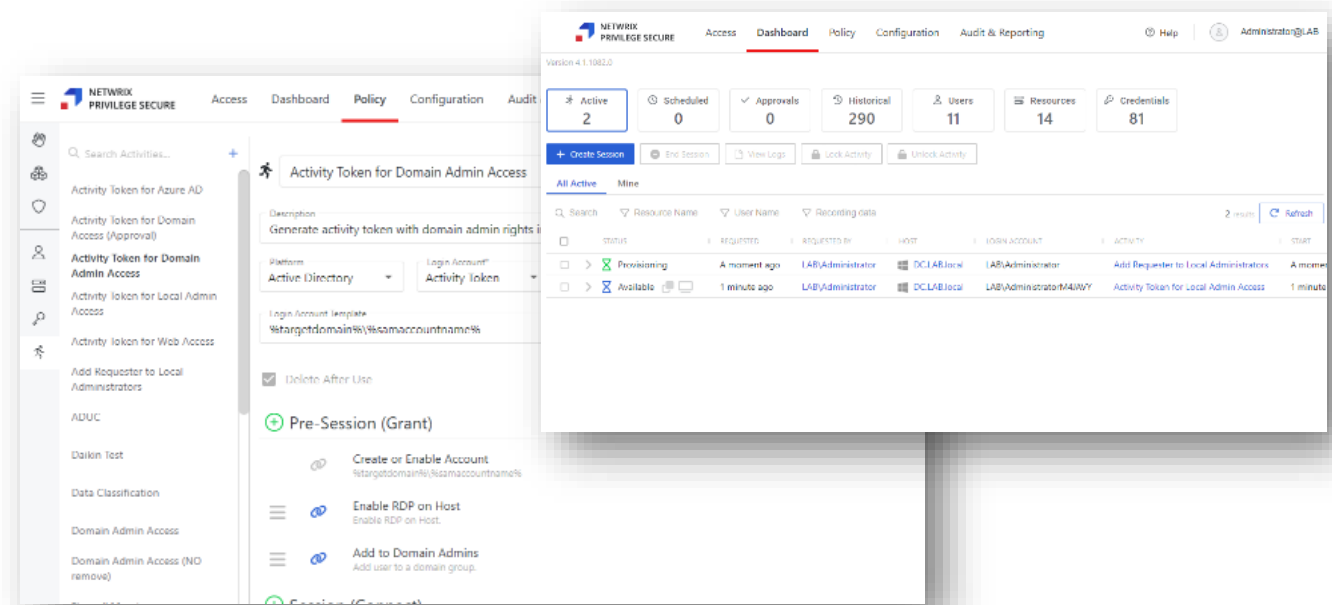 NETWRIX
PRIVILEGE SECURE
Access Dashboard Policy Configuration Audit & Reporting
Help
Administrator@LAB
Version 4.1.1082.0
Active
2
Scheduled
0
Approvals
0
Historical
290
Users
11
Resources
14
Credentials
81
+ Create Session
End Session
View Logs
Lock Activity
Unlock Activity
All Active Mine
Search Resource Name User Name Recording data
2 results Refresh
STATUS REQUESTED REQUESTED BY HOST LOGIN ACCOUNT ACTIVITY START
Provisioning A moment ago LAB\Administrator DC.LAB.local LAB\Administrator Add Requester to Local Administrators A momen
Available 1 minute ago LAB\Administrator DC.LAB.local Activity Token for Local Admin Access 1 minute
NETWRIX
PRIVILEGE SECURE
Access Dashboard Policy Configuration Audit
Search Activities...
+
Activity Token for Azure AD
Activity Token for Domain
Access (Approval)
Activity Token for Domain
Admin Access
Activity Token for Local Admin
Access
Activity Token for Web Access
Add Requester to Local
Administrators
ADUC
Daikin Test
Data Classification
Domain Admin Access
Domain Admin Access (NO
remove)
Activity Token for Domain Admin Access
Description
Generate activity token with domain admin rights i
Platform
Active Directory
Login Account*
Activity Token
Login Account Template
%targetdomain%\%samaccountname%
Delete After Use
Pre-Session (Grant)
Create or Enable Account
%targetdomain%\%samaccountname%
Enable RDP on Host
Enable RDP on Host.
Add to Domain Admins
Add user to a domain group.
Session (Connect)